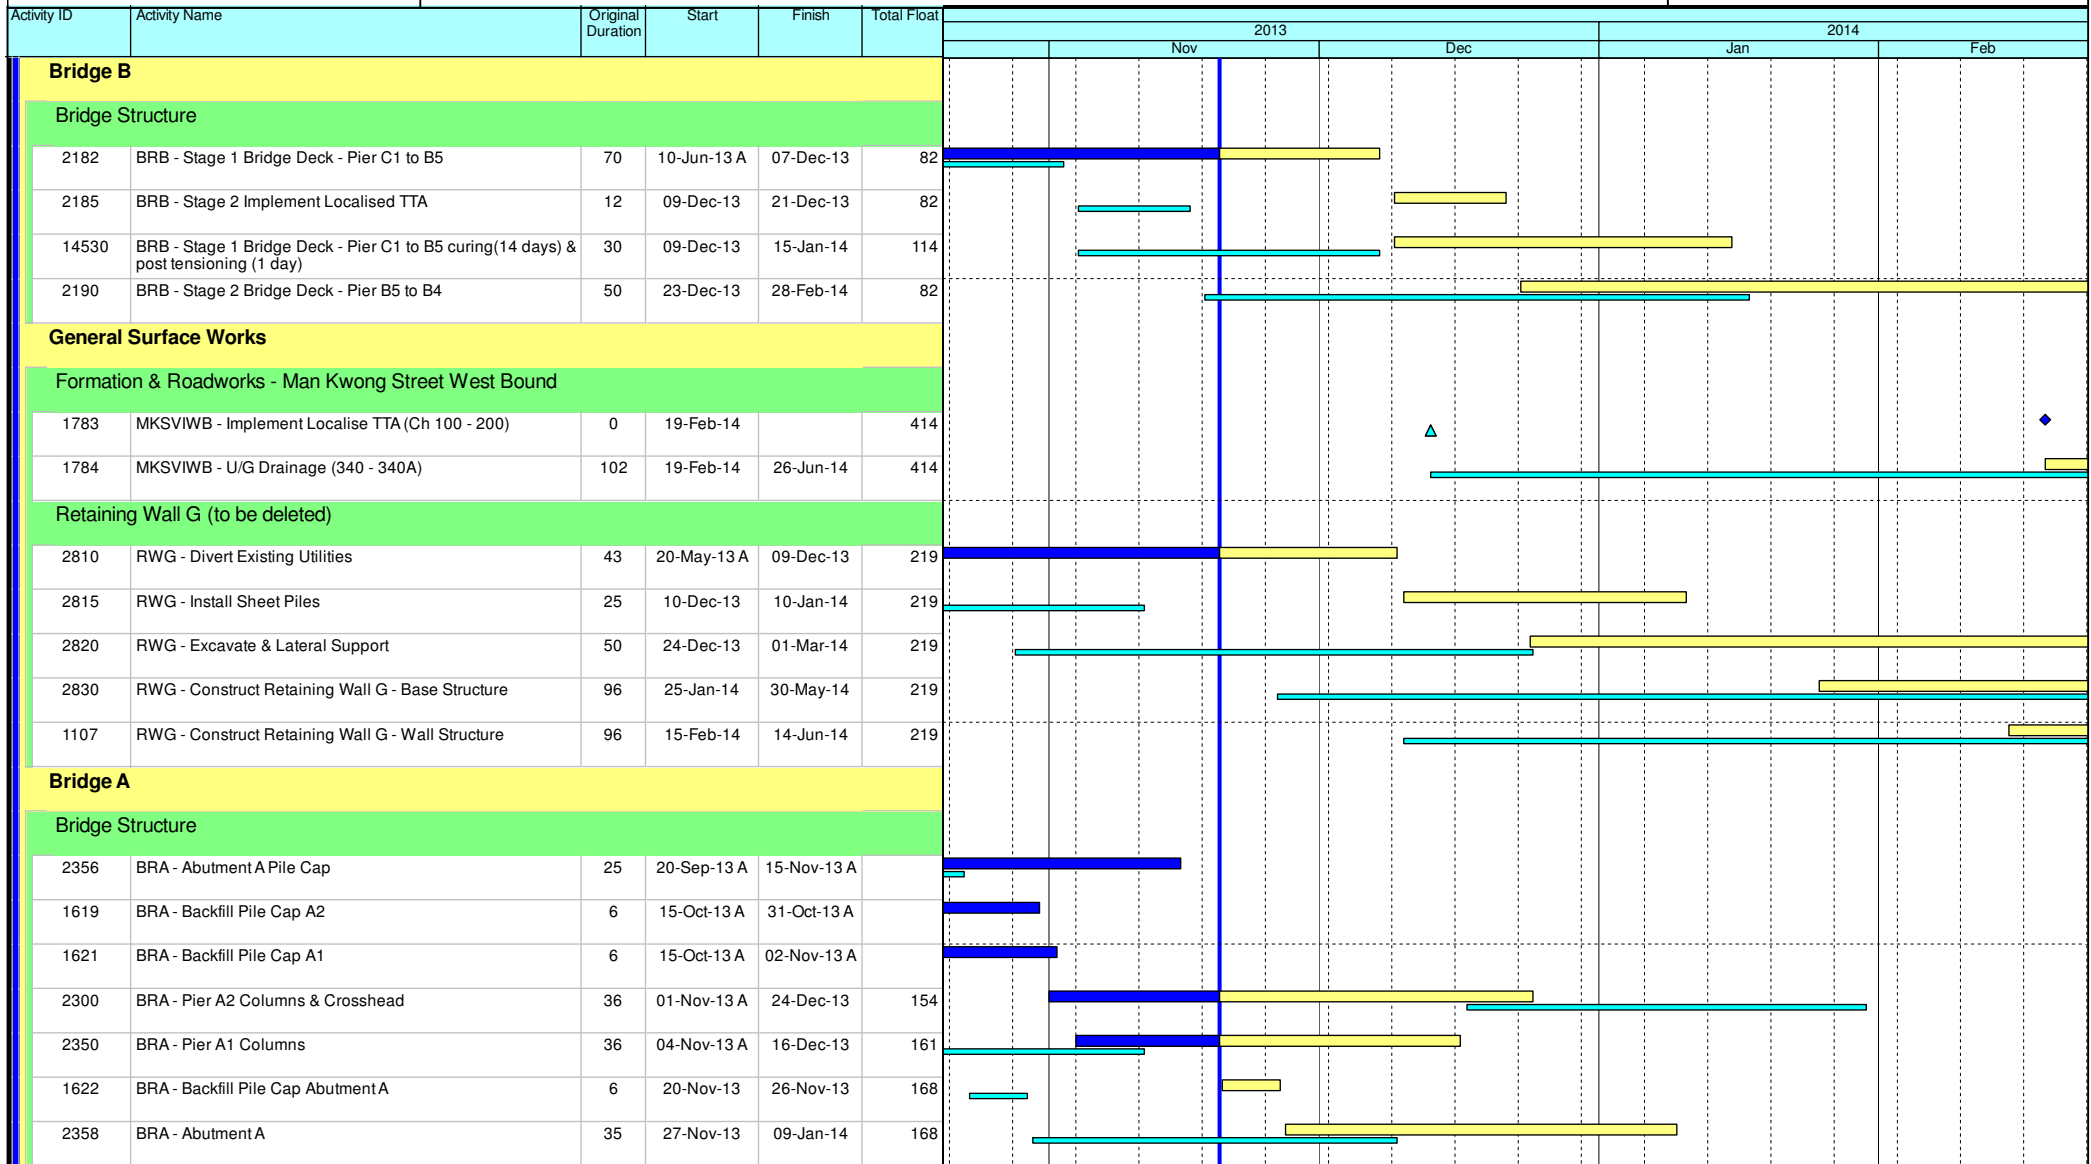 Activity ID Activity Name Original Duration Start Finish Total Float
2013 2014
Nov Dec Jan Feb
Bridge B
Bridge Structure
2182 BRB - Stage 1 Bridge Deck - Pier C1 to B5 70 10-Jun-13 A 07-Dec-13 82
2185 BRB - Stage 2 Implement Localised TTA 12 09-Dec-13 21-Dec-13 82
14530 BRB - Stage 1 Bridge Deck - Pier C1 to B5 curing(14 days) & 30 09-Dec-13 15-Jan-14 114
post tensioning (1 day)
2190 BRB - Stage 2 Bridge Deck - Pier B5 to B4 50 23-Dec-13 28-Feb-14 82
General Surface Works
Formation & Roadworks - Man Kwong Street West Bound
1783 MKSVIWB - Implement Localise TTA (Ch 100 - 200) 0 19-Feb-14 414
1784 MKSVIWB - U/G Drainage (340 - 340A) 102 19-Feb-14 26-Jun-14 414
Retaining Wall G (to be deleted)
2810 RWG - Divert Existing Utilities 43 20-May-13 A 09-Dec-13 219
2815 RWG - Install Sheet Piles 25 10-Dec-13 10-Jan-14 219
2820 RWG - Excavate & Lateral Support 50 24-Dec-13 01-Mar-14 219
2830 RWG - Construct Retaining Wall G - Base Structure 96 25-Jan-14 30-May-14 219
1107 RWG - Construct Retaining Wall G - Wall Structure 96 15-Feb-14 14-Jun-14 219
Bridge A
Bridge Structure
2356 BRA - Abutment A Pile Cap 25 20-Sep-13 A 15-Nov-13 A
1619 BRA - Backfill Pile Cap A2 6 15-Oct-13 A 31-Oct-13 A
1621 BRA - Backfill Pile Cap A1 6 15-Oct-13 A 02-Nov-13 A
2300 BRA - Pier A2 Columns & Crosshead 36 01-Nov-13 A 24-Dec-13 154
2350 BRA - Pier A1 Columns 36 04-Nov-13 A 16-Dec-13 161
1622 BRA - Backfill Pile Cap Abutment A 6 20-Nov-13 26-Nov-13 168
2358 BRA - Abutment A 35 27-Nov-13 09-Jan-14 168